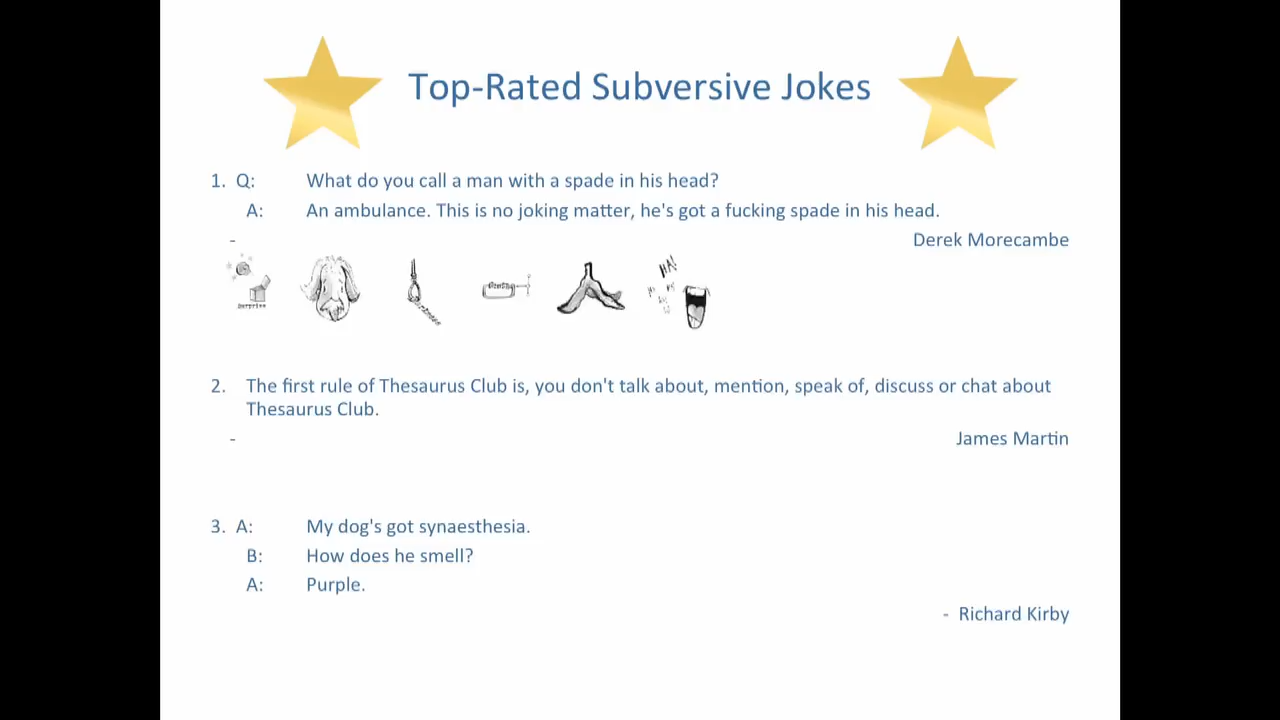 Top-Rated Subversive Jokes
1. Q: What do you call a man with a spade in his head?
A: An ambulance. This is no joking matter, he's got a fucking spade in his head.
- Derek Morecambe
HA!
2. The first rule of Thesaurus Club is, you don't talk about, mention, speak of, discuss or chat about
Thesaurus Club.
- James Martin
3. A: My dog's got synaesthesia.
B: How does he smell?
A: Purple.
- Richard Kirby